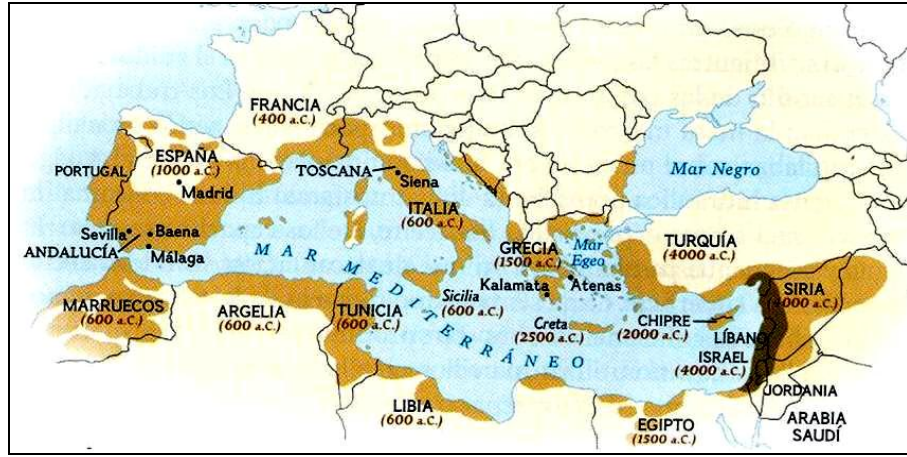 FRANCIA
(400 a.C.)
ESPAÑA
(1000 a.C.)
PORTUGAL
Madrid
Sevilla
Baena
ANDALUCÍA
Málaga
TOSCANA
Siena
ITALIA
(600 a.C.)
Mar Negro
GRECIA
(1500 a.C.)
Mar
Egeo
TURQUÍA
(4000 a.C.)
Kalamata
Atenas
MAR MEDITERRÁNEO
Sicilia
(600 a.C.)
Creta
(2500 a.C.)
CHIPRE
(2000 a.C.)
SIRIA
(4000 a.C.)
LÍBANO
ISRAEL
(4000 a.C.)
JORDANIA
ARABIA
SAUDÍ
MARRUECOS
(600 a.C.)
ARGELIA
(600 a.C.)
TUNICIA
(600 a.C.)
LIBIA
(600 a.C.)
EGIPTO
(1500 a.C.)